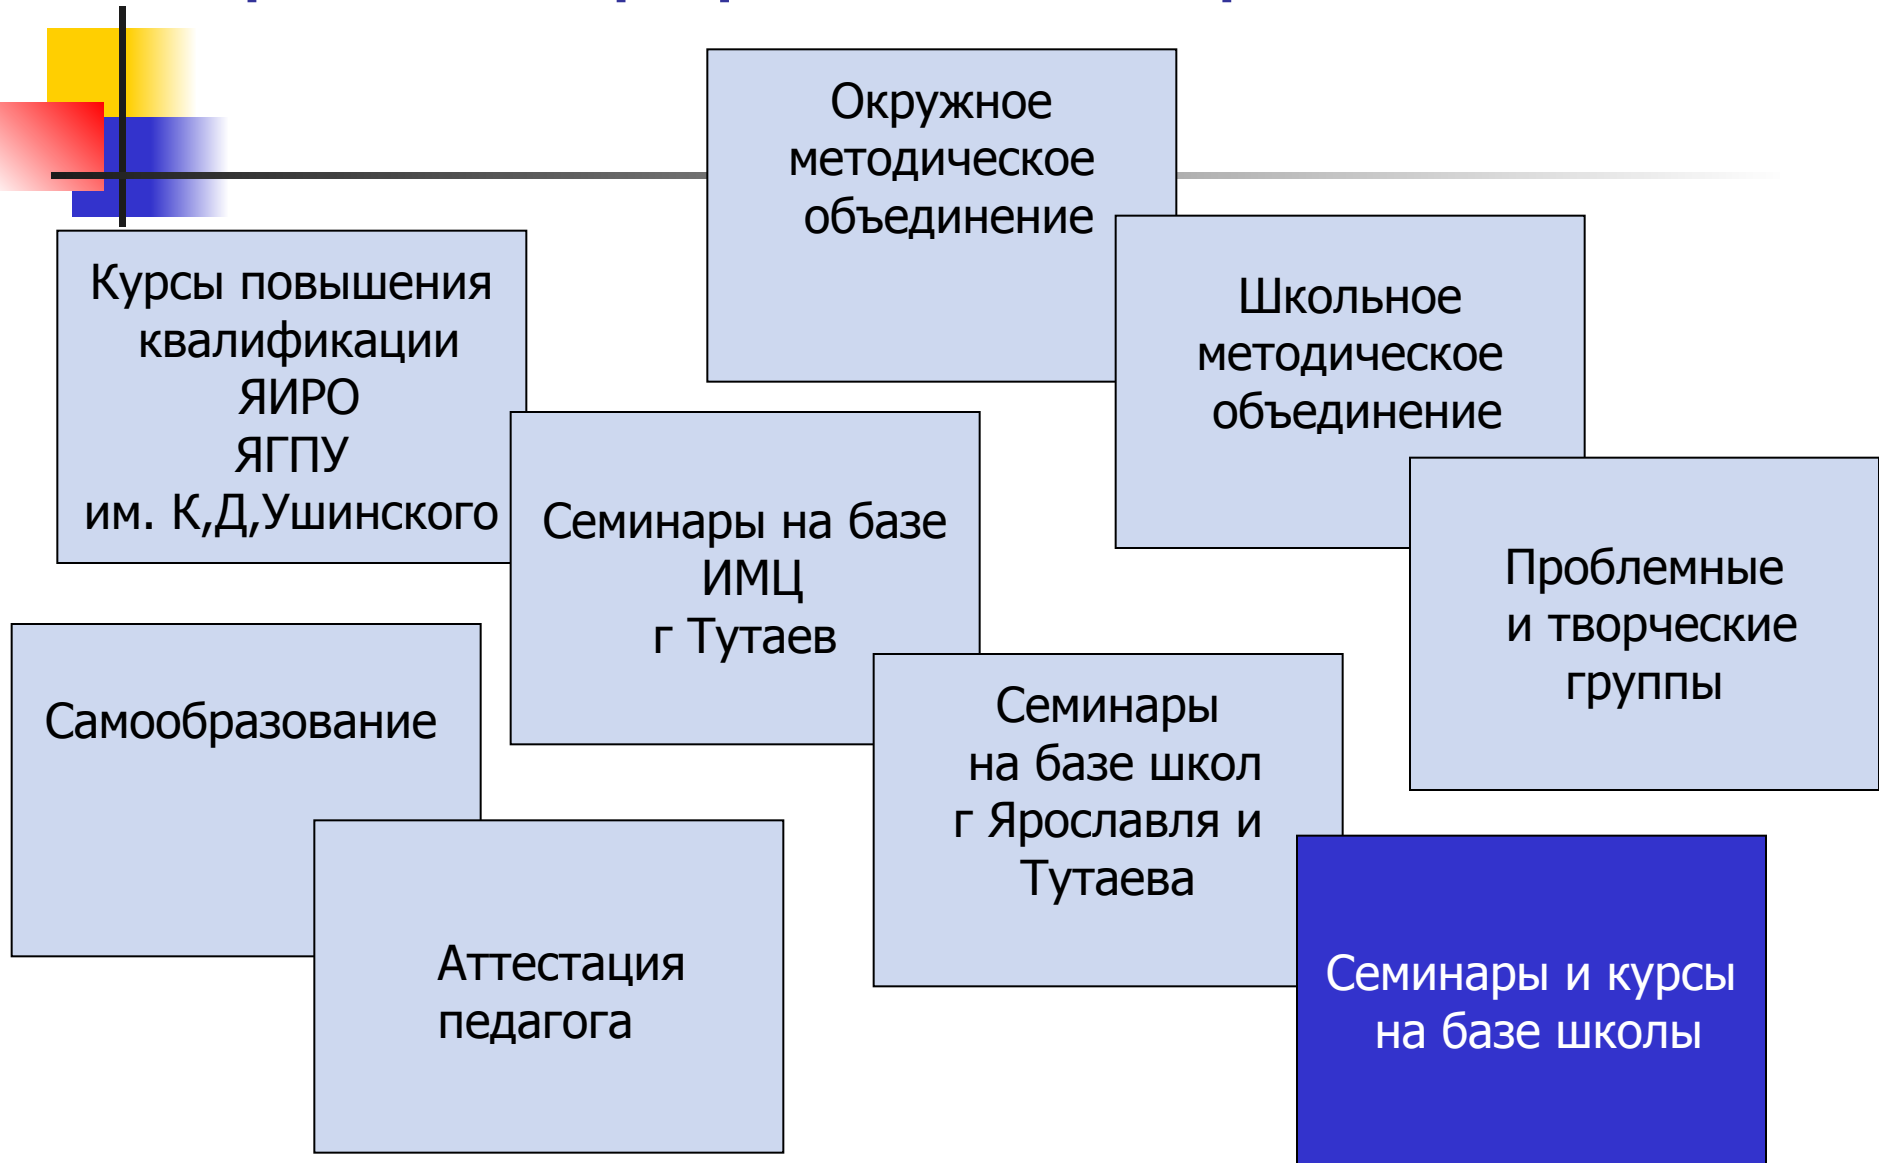 Окружное
методическое
объединение
Курсы повышения
квалификации
ЯИРО
ЯГПУ
им. К,Д,Ушинского
Школьное
методическое
объединение
Семинары на базе
ИМЦ
г Тутаев
Проблемные
и творческие
группы
Самообразование
Семинары
на базе школ
г Ярославля и
Тутаева
Аттестация
педагога
Семинары и курсы
на базе школы